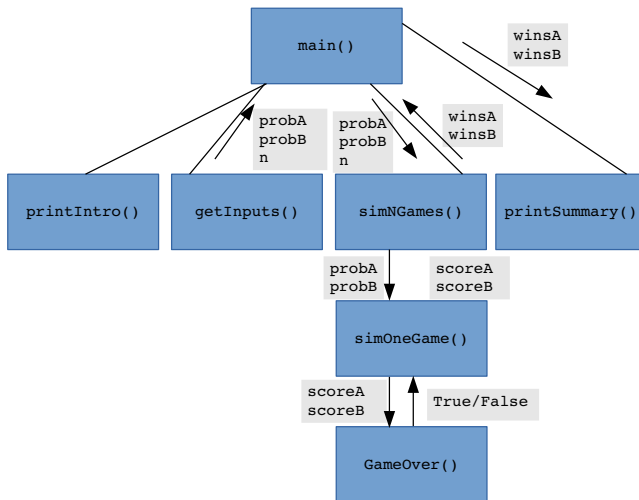 main()
winsA
winsB
probA
probB
n
probA
probB
n
winsA
winsB
printIntro()
getInputs()
simNGames()
printSummary()
probA
probB
scoreA
scoreB
simOneGame()
scoreA
scoreB
True/False
GameOver()